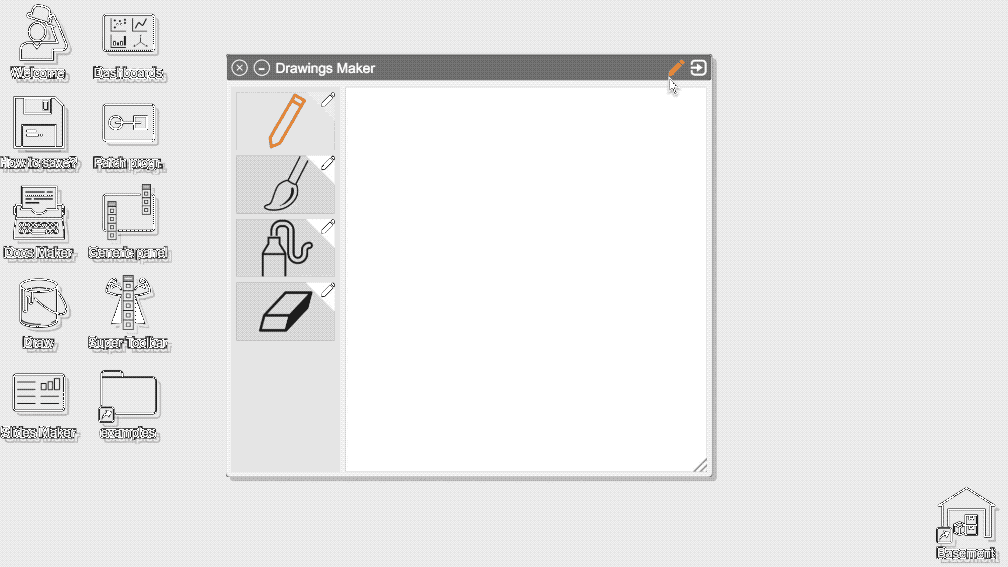 Welcome
Dashboards
Drawings Maker
How to save?
Patch progr.
Docs Maker
Generic panel
Draw
Super Toolbar
Slides Maker
examples
Basement